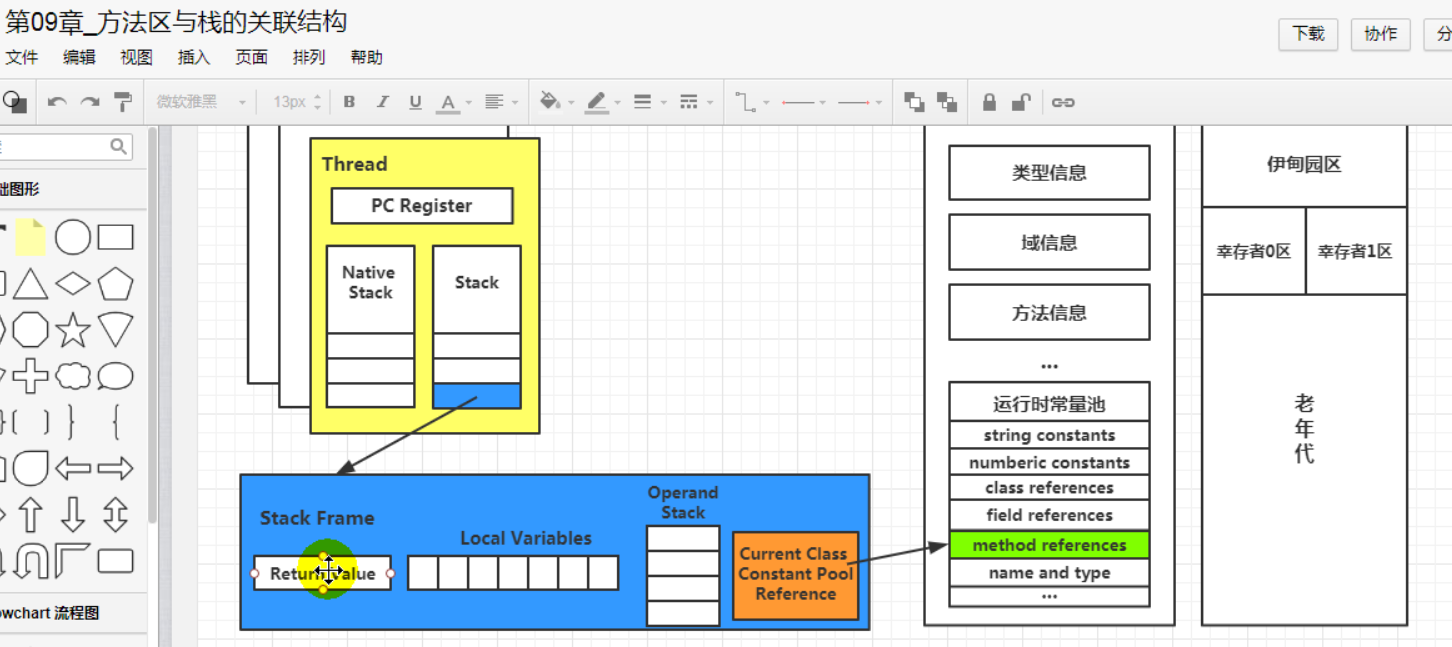 第09章_方法区与栈的关联结构
下载
协作
分
文件 编辑 视图 插入 页面 排列 帮助
微软雅黑
13px
B I U A
础图形
owchart 流程图
Thread
PC Register
Native
Stack
Stack
Stack Frame
Return Value
Local Variables
Operand
Stack
Current Class
Constant Pool
Reference
类型信息
域信息
方法信息
...
运行时常量池
string constants
numberic constants
class references
field references
method references
name and type
...
伊甸园区
幸存者0区
幸存者1区
老
年
代